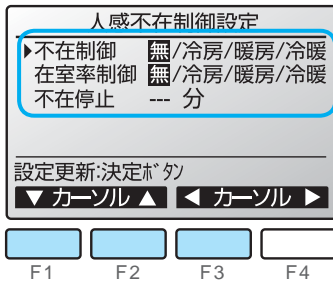 人感不在制御設定
▶不在制御 無/冷房/暖房/冷暖
在室率制御 無/冷房/暖房/冷暖
不在停止 --- 分
設定更新:決定ボタン
▼ カーソル ▲ ◀ カーソル ▶
F1 F2 F3 F4